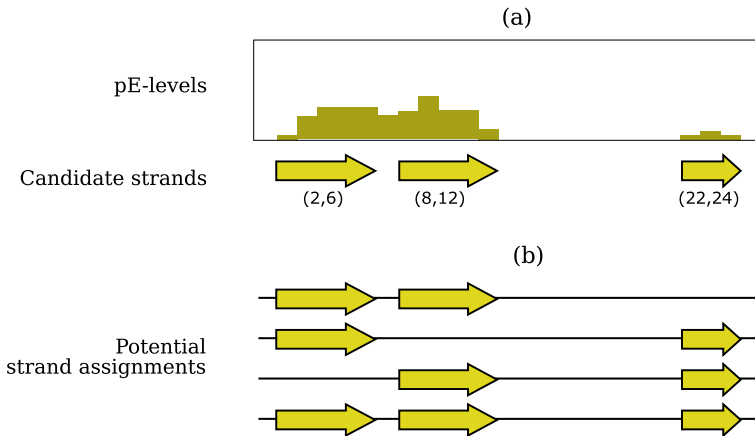 (a)
pE-levels
Candidate strands
(2,6)
(8,12)
(22,24)
(b)
Potential
strand assignments